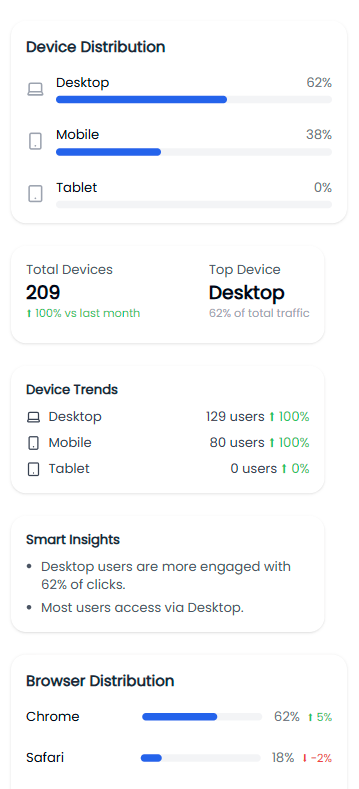 Device Distribution
Desktop 62%
Mobile 38%
Tablet 0%
Total Devices Top Device
209 Desktop
⬆ 100% vs last month 62% of total traffic
Device Trends
Desktop 129 users ⬆ 100%
Mobile 80 users ⬆ 100%
Tablet 0 users ⬆ 0%
Smart Insights
• Desktop users are more engaged with
62% of clicks.
• Most users access via Desktop.
Browser Distribution
Chrome 62% ⬆ 5%
Safari 18% ⬇ -2%